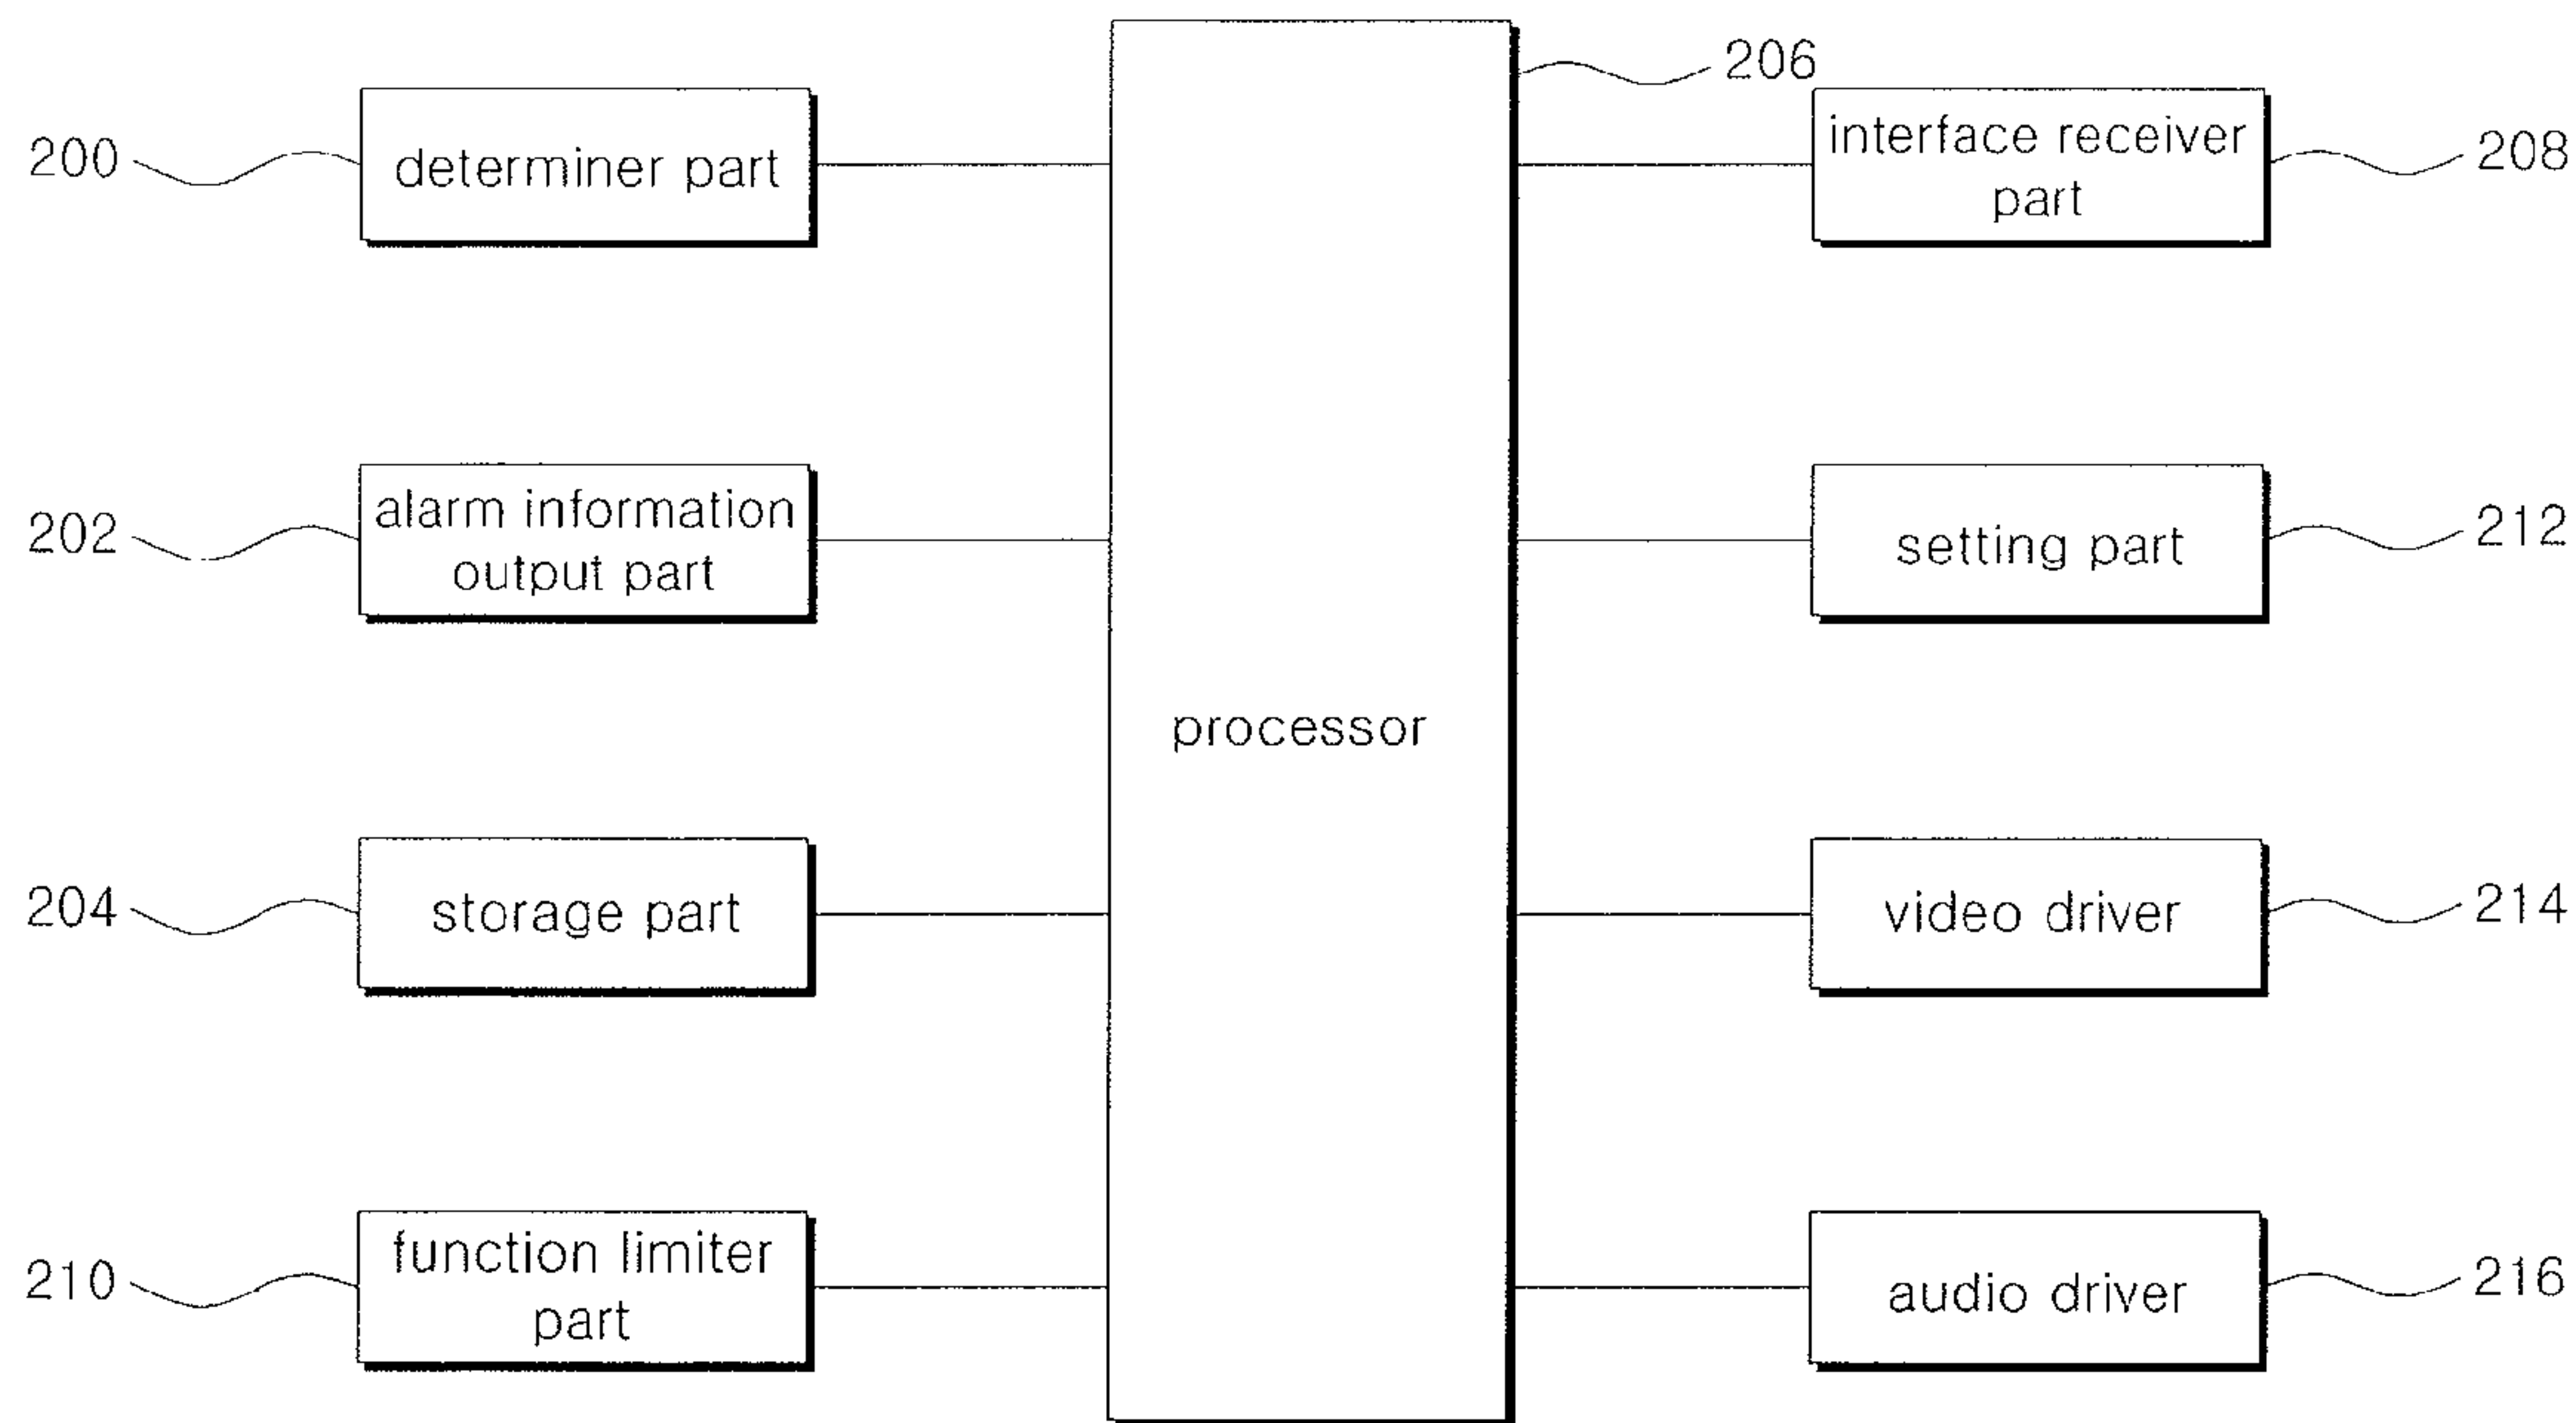 206
200
determiner part
interface receiver
part
208
202
alarm information
output part
setting part
212
processor
204
storage part
video driver
214
210
function limiter
part
audio driver
216